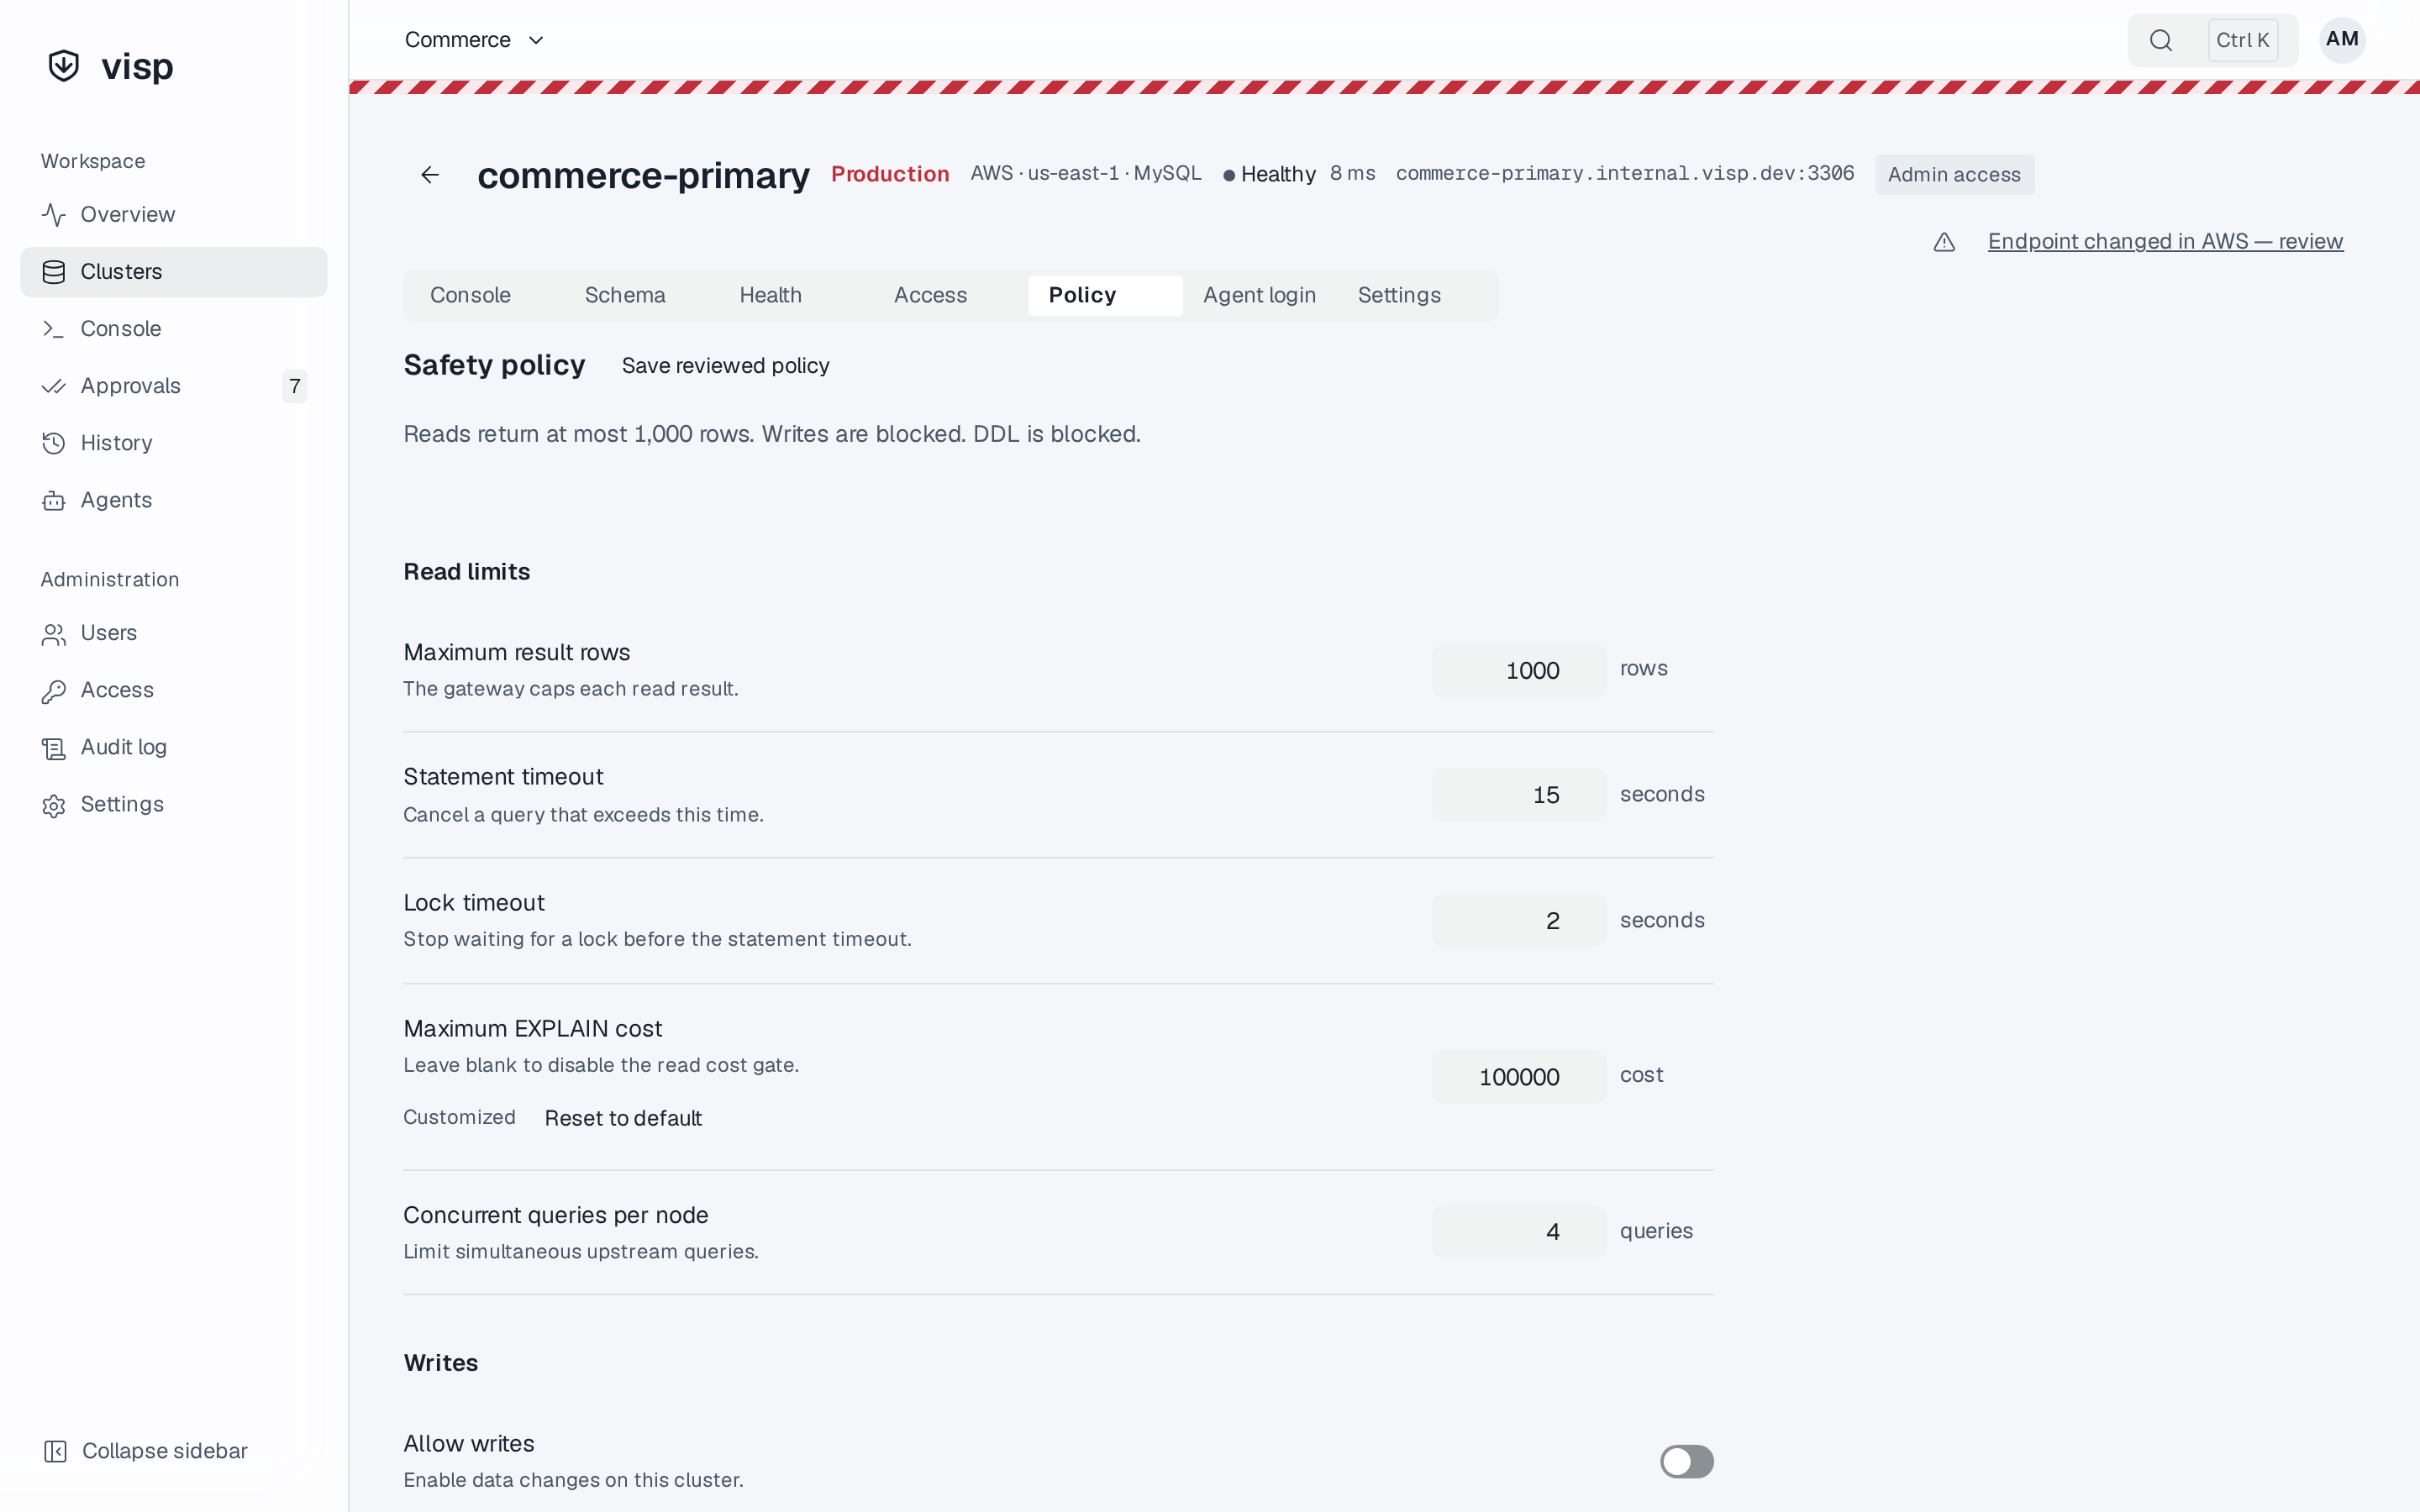 visp
Workspace
Overview
Clusters
Console
Approvals 7
History
Agents
Administration
Users
Access
Audit log
Settings
Collapse sidebar
Commerce
Ctrl K
AM
commerce-primary Production AWS · us-east-1 · MySQL Healthy 8 ms commerce-primary.internal.visp.dev:3306 Admin access
Endpoint changed in AWS — review
Console Schema Health Access Policy Agent login Settings
Safety policy Save reviewed policy
Reads return at most 1,000 rows. Writes are blocked. DDL is blocked.
Read limits
Maximum result rows
The gateway caps each read result.
1000 rows
Statement timeout
Cancel a query that exceeds this time.
15 seconds
Lock timeout
Stop waiting for a lock before the statement timeout.
2 seconds
Maximum EXPLAIN cost
Leave blank to disable the read cost gate.
Customized Reset to default
100000 cost
Concurrent queries per node
Limit simultaneous upstream queries.
4 queries
Writes
Allow writes
Enable data changes on this cluster.